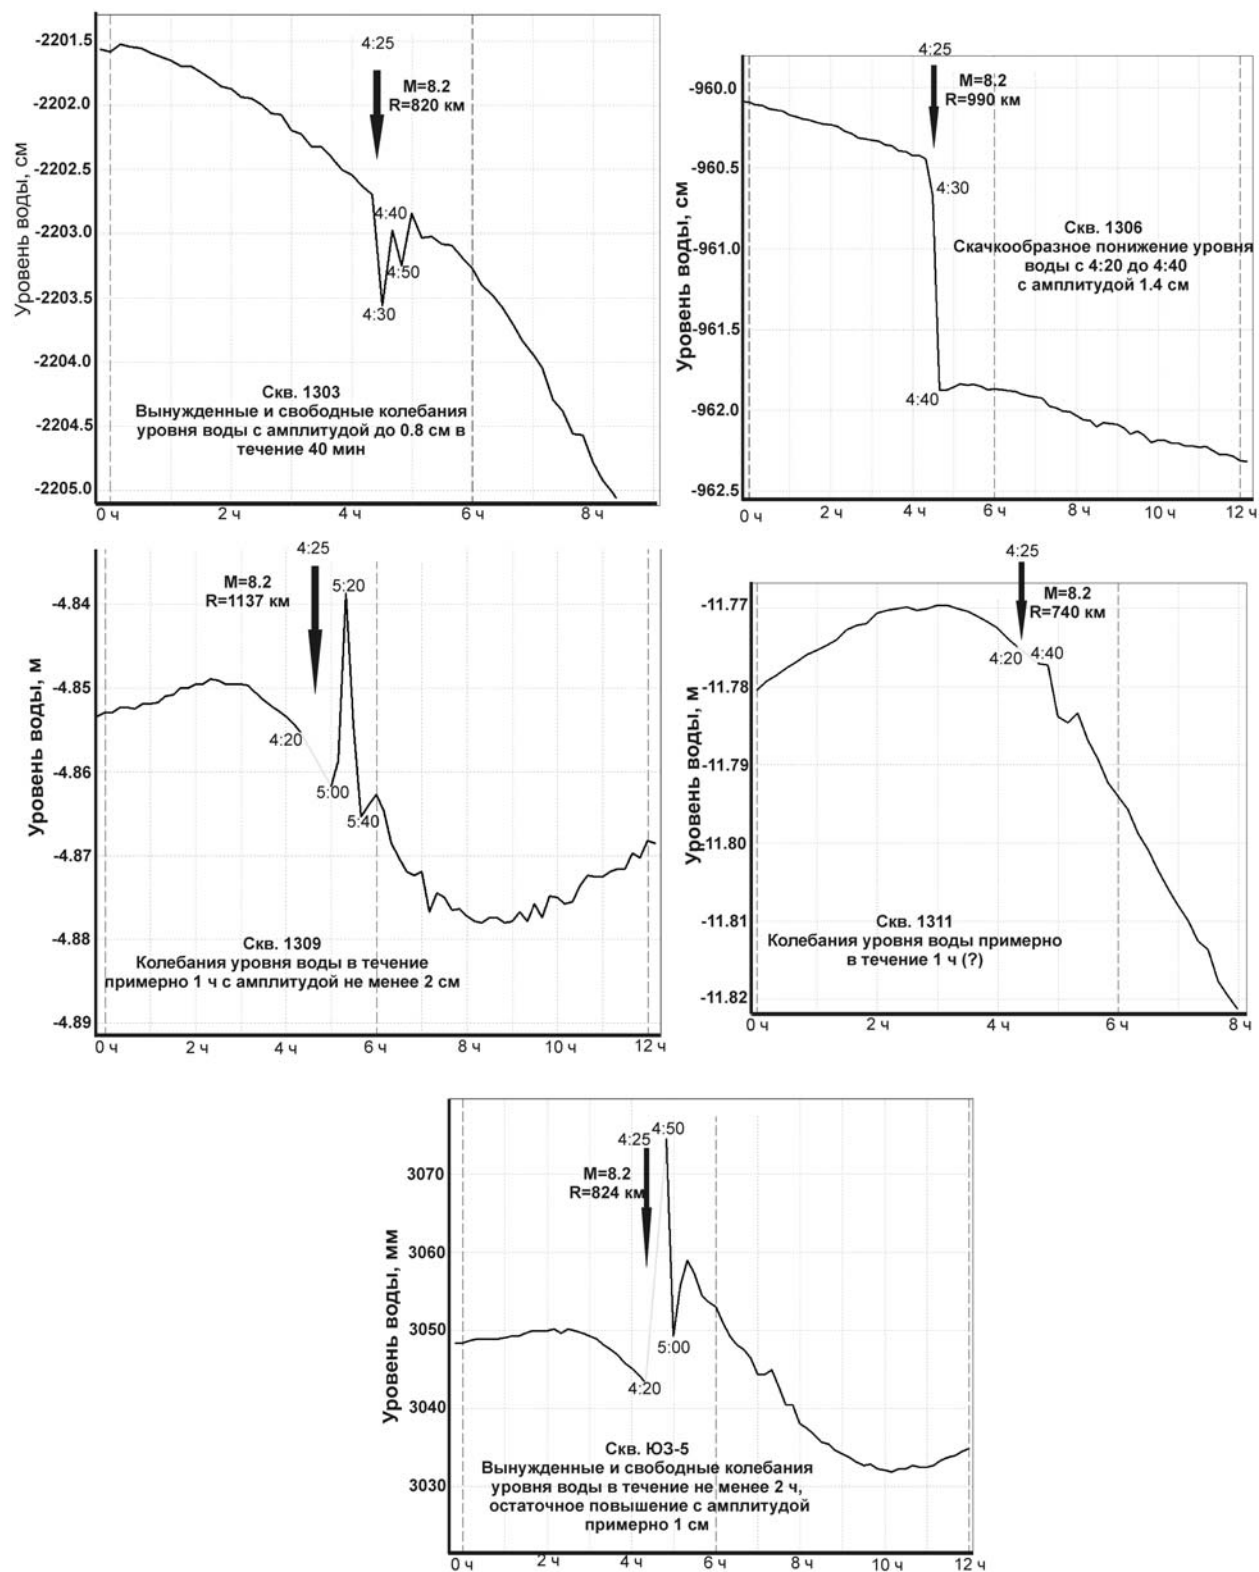 4:25
M=8.2
R=820 км
Уровень воды, см
-2201.5
-2202.0
-2202.5
-2203.0
-2203.5
-2204.0
-2204.5
-2205.0
4:40
4:50
4:30
Скв. 1303
Вынужденные и свободные колебания
уровня воды с амплитудой до 0.8 см в
течение 40 мин
0 ч 2 ч 4 ч 6 ч 8 ч
4:25
M=8.2
R=990 км
Уровень воды, см
-960.0
-960.5
-961.0
-961.5
-962.0
-962.5
4:30
4:40
Скв. 1306
Скачкообразное понижение уровня
воды с 4:20 до 4:40
с амплитудой 1.4 см
0 ч 2 ч 4 ч 6 ч 8 ч 10 ч 12 ч
4:25
M=8.2
R=1137 км
Уровень воды, м
-4.84
-4.85
-4.86
-4.87
-4.88
-4.89
5:20
4:20
5:00
5:40
Скв. 1309
Колебания уровня воды в течение
примерно 1 ч с амплитудой не менее 2 см
0 ч 2 ч 4 ч 6 ч 8 ч 10 ч 12 ч
4:25
M=8.2
R=740 км
Уровень воды, м
-11.77
-11.78
-11.79
-11.80
-11.81
-11.82
4:20
4:40
Скв. 1311
Колебания уровня воды примерно
в течение 1 ч (?)
0 ч 2 ч 4 ч 6 ч 8 ч
4:25
4:50
M=8.2
R=824 км
Уровень воды, мм
3070
3060
3050
3040
3030
5:00
4:20
Скв. ЮЗ-5
Вынужденные и свободные колебания
уровня воды в течение не менее 2 ч,
остаточное повышение с амплитудой
примерно 1 см
0 ч 2 ч 4 ч 6 ч 8 ч 10 ч 12 ч